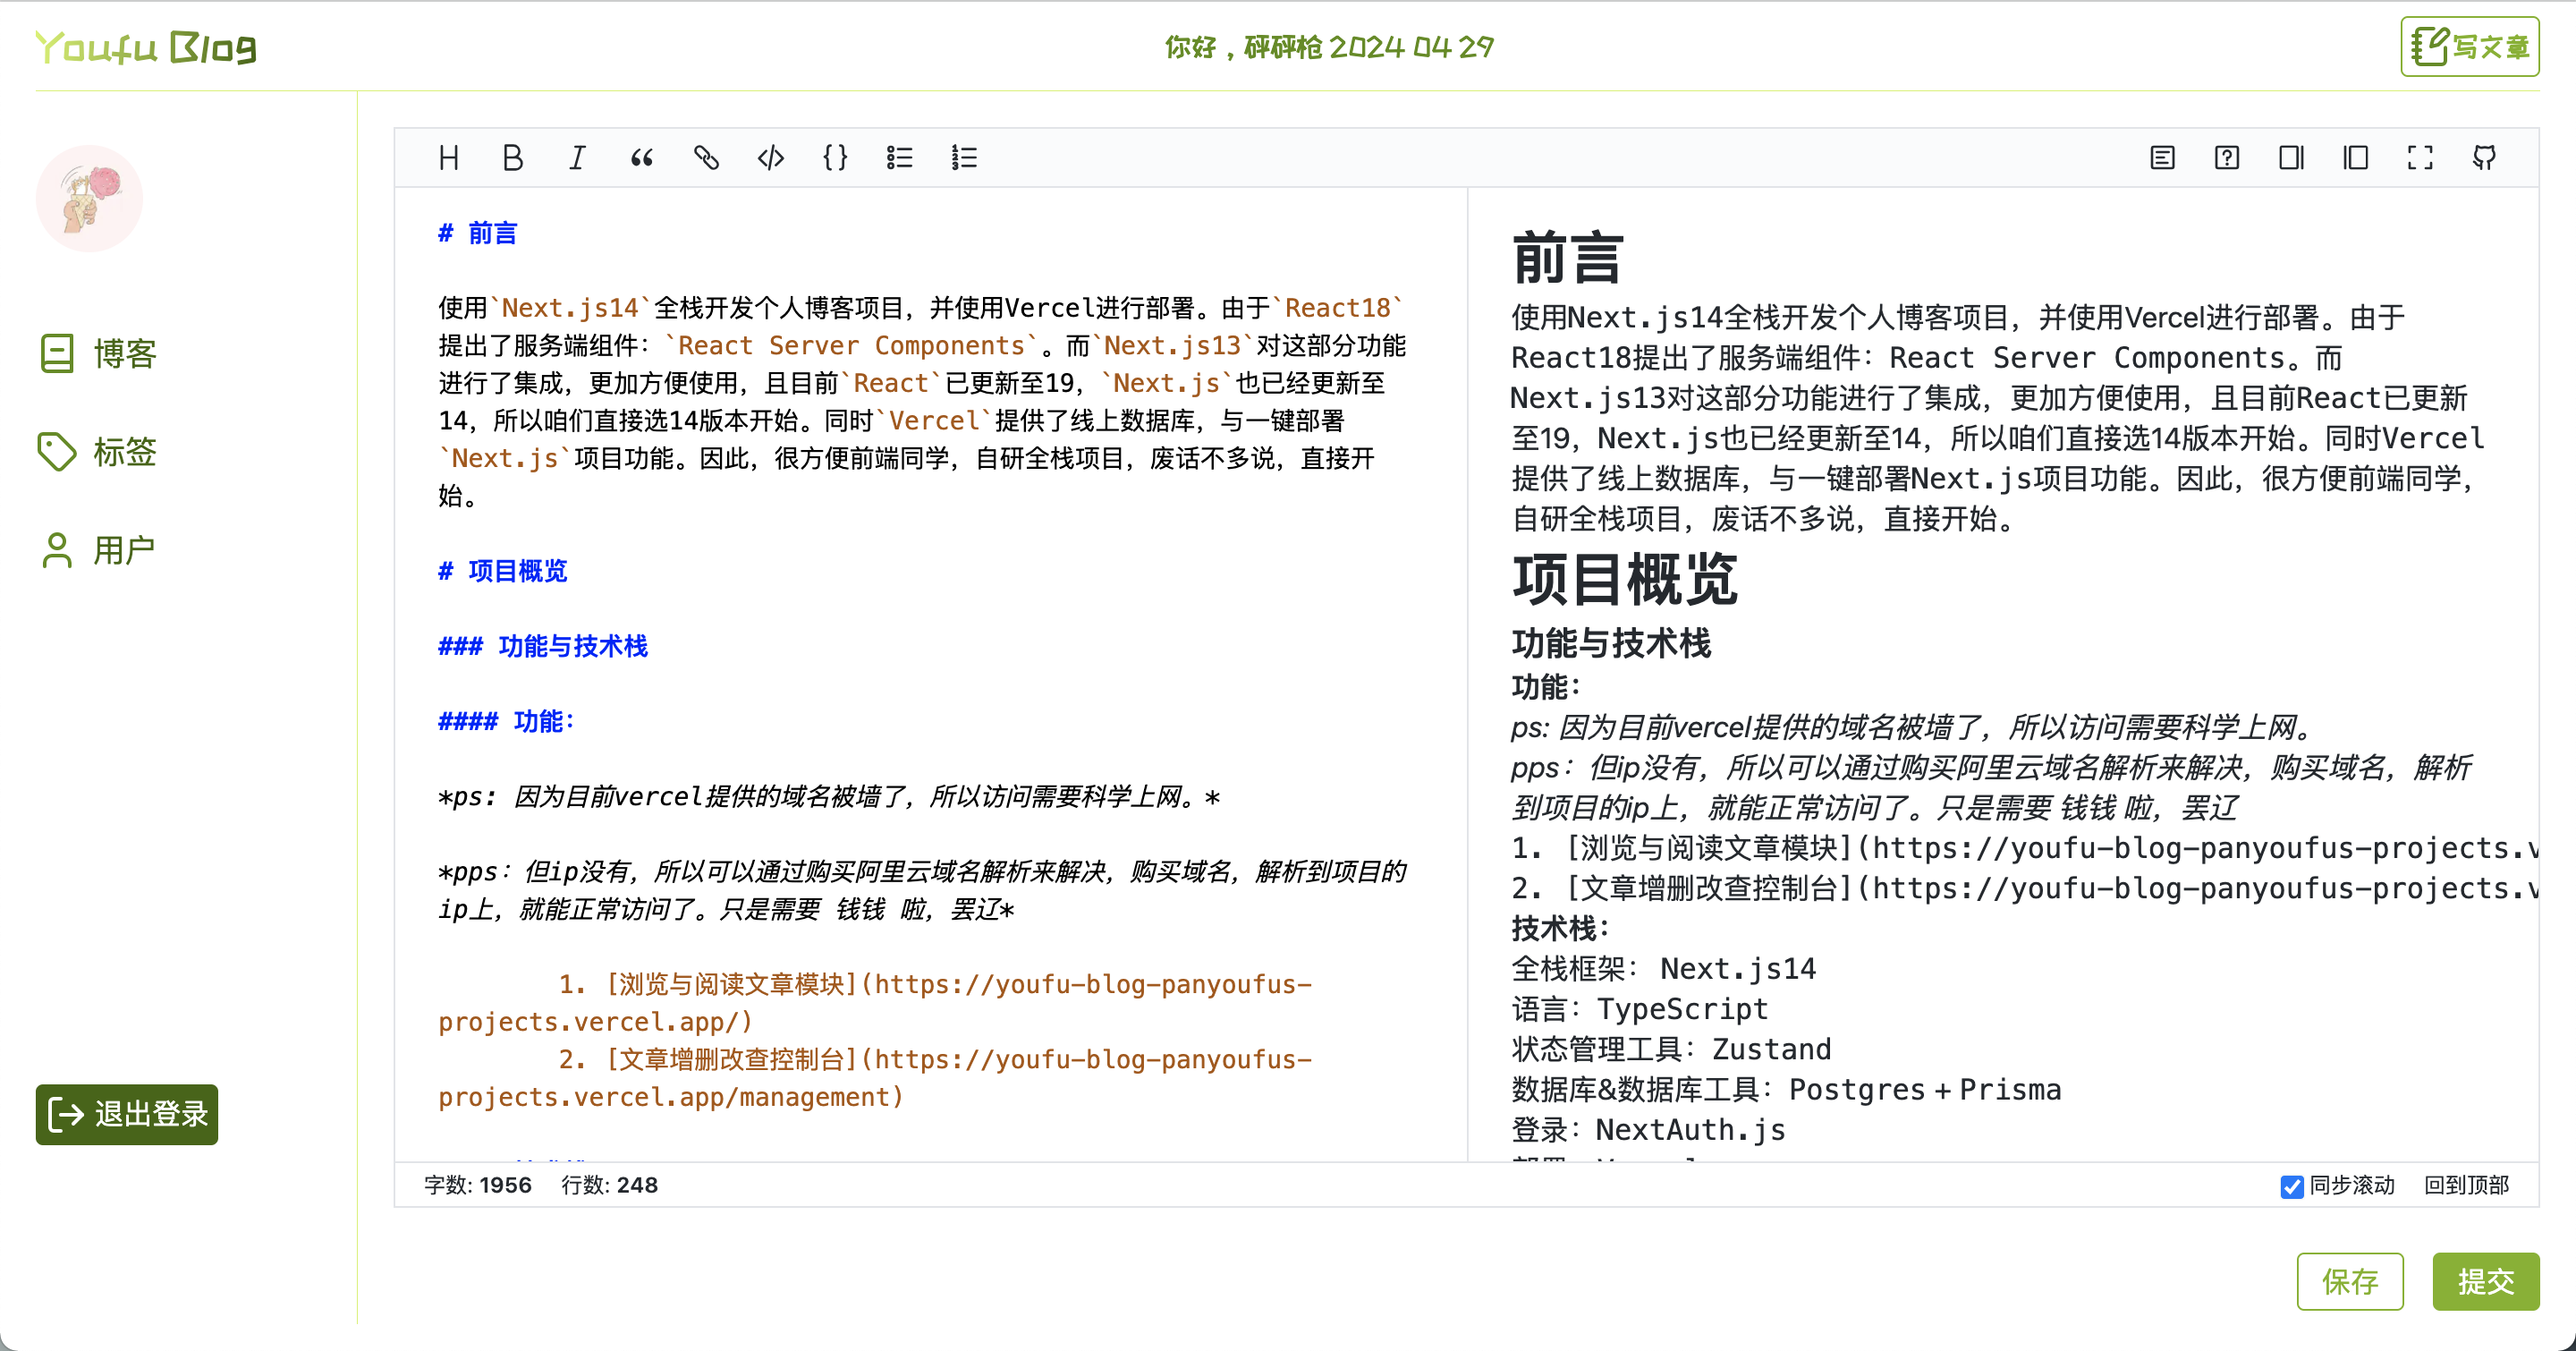 Youfu Blog
你好，砰砰枪 2024 04 29
写文章
博客
标签
用户
退出登录
# 前言
使用`Next.js14`全栈开发个人博客项目，并使用Vercel进行部署。由于`React18`
提出了服务端组件：`React Server Components`。而`Next.js13`对这部分功能
进行了集成，更加方便使用，且目前`React`已更新至19，`Next.js`也已经更新至
14，所以咱们直接选14版本开始。同时`Vercel`提供了线上数据库，与一键部署
`Next.js`项目功能。因此，很方便前端同学，自研全栈项目，废话不多说，直接开
始。
# 项目概览
### 功能与技术栈
#### 功能：
*ps: 因为目前vercel提供的域名被墙了，所以访问需要科学上网。*
*pps：但ip没有，所以可以通过购买阿里云域名解析来解决，购买域名，解析到项目的
ip上，就能正常访问了。只是需要 钱钱 啦，罢辽*
1. [浏览与阅读文章模块](https://youfu-blog-panyoufus-
projects.vercel.app/)
2. [文章增删改查控制台](https://youfu-blog-panyoufus-
projects.vercel.app/management)
前言
使用Next.js14全栈开发个人博客项目，并使用Vercel进行部署。由于
React18提出了服务端组件：React Server Components。而
Next.js13对这部分功能进行了集成，更加方便使用，且目前React已更新
至19，Next.js也已经更新至14，所以咱们直接选14版本开始。同时Vercel
提供了线上数据库，与一键部署Next.js项目功能。因此，很方便前端同学，
自研全栈项目，废话不多说，直接开始。
项目概览
功能与技术栈
功能：
ps: 因为目前vercel提供的域名被墙了，所以访问需要科学上网。
pps：但ip没有，所以可以通过购买阿里云域名解析来解决，购买域名，解析
到项目的ip上，就能正常访问了。只是需要 钱钱 啦，罢辽
1. [浏览与阅读文章模块](https://youfu-blog-panyoufus-projects.v
2. [文章增删改查控制台](https://youfu-blog-panyoufus-projects.v
技术栈：
全栈框架： Next.js14
语言：TypeScript
状态管理工具：Zustand
数据库&数据库工具：Postgres + Prisma
登录：NextAuth.js
字数: 1956 行数: 248
同步滚动 回到顶部
保存 提交